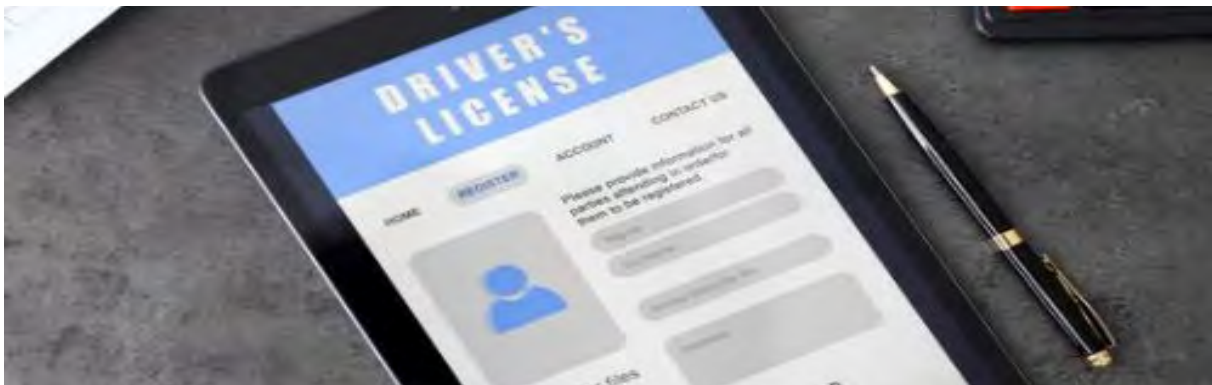 DRIVER'S
LICENSE
HOME
REGISTER
ACCOUNT
CONTACT US
Please provide information for all
parties attending in order for
them to be registered
files